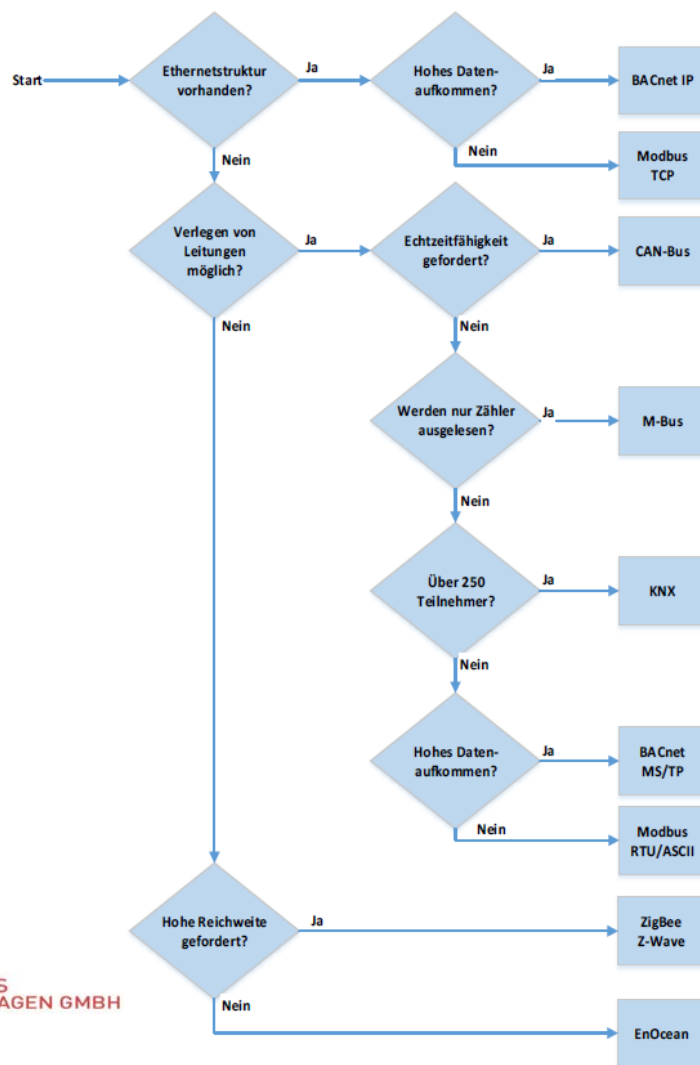 Start
Ethernetstruktur
vorhanden?
Ja
Hohes Daten-
aufkommen?
Ja
BACnet IP
Nein
Nein
Modbus
TCP
Verlegen von
Leitungen
möglich?
Ja
Echtzeitfähigkeit
gefordert?
Ja
CAN-Bus
Nein
Nein
Werden nur Zähler
ausgelesen?
Ja
M-Bus
Nein
Über 250
Teilnehmer?
Ja
KNX
Nein
Hohes Daten-
aufkommen?
Ja
BACnet
MS/TP
Nein
Modbus
RTU/ASCII
Hohe Reichweite
gefordert?
Ja
ZigBee
Z-Wave
S
AGEN GMBH
Nein
EnOcean